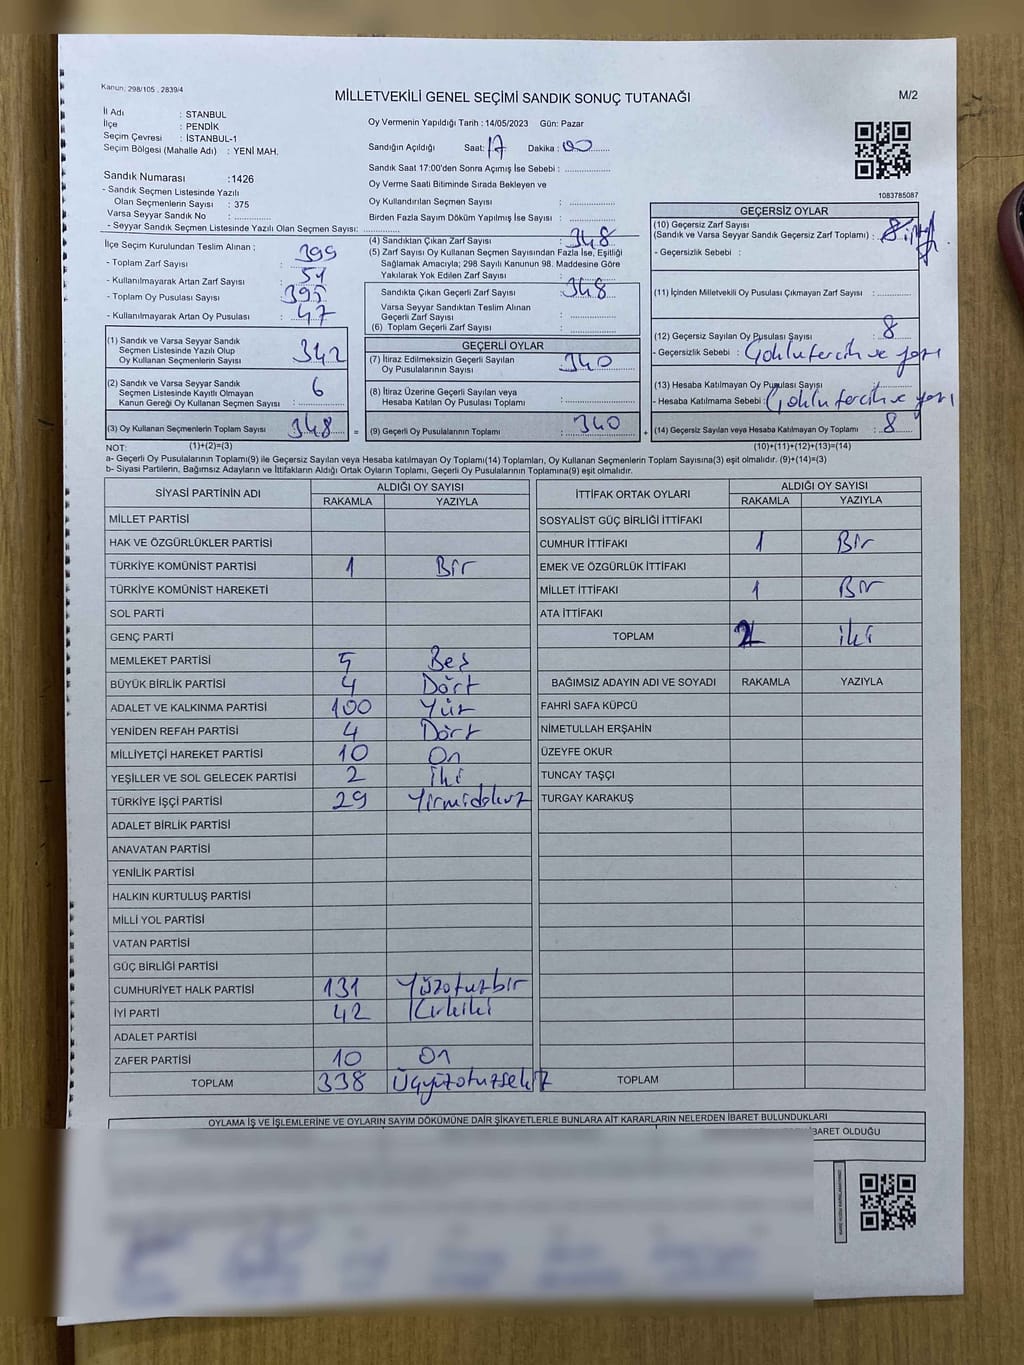 Kanun: 298/105 , 2839/4
MİLLETVEKİLİ GENEL SEÇİMİ SANDIK SONUÇ TUTANAĞI
M/2
İl Adı : STANBUL
İlçe : PENDİK
Seçim Çevresi : İSTANBUL-1
Seçim Bölgesi (Mahalle Adı) : YENİ MAH.
Oy Vermenin Yapıldığı Tarih : 14/05/2023 Gün: Pazar
Sandığın Açıldığı Saat: 17 Dakika : 00
Sandık Saat 17:00'den Sonra Açımış İse Sebebi : ..................
Oy Verme Saati Bitiminde Sırada Bekleyen ve
Oy Kullandırılan Seçmen Sayısı : ..................
Birden Fazla Sayım Döküm Yapılmış İse Sayısı : ..................
1083785087
Sandık Numarası :1426
- Sandık Seçmen Listesinde Yazılı
Olan Seçmenlerin Sayısı : 375
Varsa Seyyar Sandık No : ..............
- Seyyar Sandık Seçmen Listesinde Yazılı Olan Seçmen Sayısı: ..................
İlçe Seçim Kurulundan Teslim Alınan ;
- Toplam Zarf Sayısı : 399
- Kullanılmayarak Artan Zarf Sayısı : 51
- Toplam Oy Pusulası Sayısı : 395
- Kullanılmayarak Artan Oy Pusulası : 47
(1) Sandık ve Varsa Seyyar Sandık
Seçmen Listesinde Yazılı Olup
Oy Kullanan Seçmenlerin Sayısı : 342
(2) Sandık ve Varsa Seyyar Sandık
Seçmen Listesinde Kayıtlı Olmayan
Kanun Gereği Oy Kullanan Seçmen Sayısı : 6
(3) Oy Kullanan Seçmenlerin Toplam Sayısı : 348
(4) Sandıktan Çıkan Zarf Sayısı : 348
(5) Zarf Sayısı Oy Kullanan Seçmen Sayısından Fazla İse, Eşitliği
Sağlamak Amacıyla; 298 Sayılı Kanunun 98. Maddesine Göre
Yakılarak Yok Edilen Zarf Sayısı :
Sandıkta Çıkan Geçerli Zarf Sayısı : 348
Varsa Seyyar Sandıktan Teslim Alınan
Geçerli Zarf Sayısı : ..................
(6) Toplam Geçerli Zarf Sayısı : ..................
GEÇERLİ OYLAR
(7) İtiraz Edilmeksizin Geçerli Sayılan
Oy Pusulalarının Sayısı : 340
(8) İtiraz Üzerine Geçerli Sayılan veya
Hesaba Katılan Oy Pusulası Toplamı : ..................
= (9) Geçerli Oy Pusulalarının Toplamı : 340 +
GEÇERSİZ OYLAR
(10) Geçersiz Zarf Sayısı
(Sandık ve Varsa Seyyar Sandık Geçersiz Zarf Toplamı) :
- Geçersizlik Sebebi :
(11) İçinden Milletvekili Oy Pusulası Çıkmayan Zarf Sayısı : ..............
(12) Geçersiz Sayılan Oy Pusulası Sayısı : 8
- Geçersizlik Sebebi : Çoklu tercih ve yazı
(13) Hesaba Katılmayan Oy Pusulası Sayısı : ..............
- Hesaba Katılmama Sebebi : Çoklu tercih ve yazı
(14) Geçersiz Sayılan veya Hesaba Katılmayan Oy Toplamı : 8
NOT: (1)+(2)=(3) (10)+(11)+(12)+(13)=(14)
a- Geçerli Oy Pusulalarının Toplamı(9) ile Geçersiz Sayılan veya Hesaba Katılmayan Oy Toplamı(14) Toplamları, Oy Kullanan Seçmenlerin Toplam Sayısına(3) eşit olmalıdır. (9)+(14)=(3)
b- Siyasi Partilerin, Bağımsız Adayların ve İttifakların Aldığı Ortak Oyların Toplamı, Geçerli Oy Pusulalarının Toplamına(9) eşit olmalıdır.
SİYASİ PARTİNİN ADI ALDIĞI OY SAYISI
RAKAMLA YAZIYLA
MİLLET PARTİSİ
HAK VE ÖZGÜRLÜKLER PARTİSİ
TÜRKİYE KOMÜNİST PARTİSİ 1 Bir
TÜRKİYE KOMÜNİST HAREKETİ
SOL PARTİ
GENÇ PARTİ
MEMLEKET PARTİSİ 5 Beş
BÜYÜK BİRLİK PARTİSİ 4 Dört
ADALET VE KALKINMA PARTİSİ 100 Yüz
YENİDEN REFAH PARTİSİ 4 Dört
MİLLİYETÇİ HAREKET PARTİSİ 10 On
YEŞİLLER VE SOL GELECEK PARTİSİ 2 İki
TÜRKİYE İŞÇİ PARTİSİ 29 Yirmidokuz
ADALET BİRLİK PARTİSİ
ANAVATAN PARTİSİ
YENİLİK PARTİSİ
HALKIN KURTULUŞ PARTİSİ
MİLLİ YOL PARTİSİ
VATAN PARTİSİ
GÜÇ BİRLİĞİ PARTİSİ
CUMHURİYET HALK PARTİSİ 131 Yüzotuzbir
İYİ PARTİ 42 Kırkiki
ADALET PARTİSİ
ZAFER PARTİSİ 10 On
TOPLAM 338 Üçyüzotuzsekiz
İTTİFAK ORTAK OYLARI ALDIĞI OY SAYISI
RAKAMLA YAZIYLA
SOSYALİST GÜÇ BİRLİĞİ İTTİFAKI
CUMHUR İTTİFAKI 1 Bir
EMEK VE ÖZGÜRLÜK İTTİFAKI
MİLLET İTTİFAKI 1 Bir
ATA İTTİFAKI
TOPLAM 2 iki
BAĞIMSIZ ADAYIN ADI VE SOYADI RAKAMLA YAZIYLA
FAHRİ SAFA KÜPCÜ
NİMETULLAH ERŞAHİN
ÜZEYFE OKUR
TUNCAY TAŞÇI
TURGAY KARAKUŞ
TOPLAM
OYLAMA İŞ VE İŞLEMLERİNE VE OYLARIN SAYIM DÖKÜMÜNE DAİR ŞİKAYETLERLE BUNLARA AİT KARARLARIN NELERDEN İBARET BULUNDUKLARI
İBARET OLDUĞU